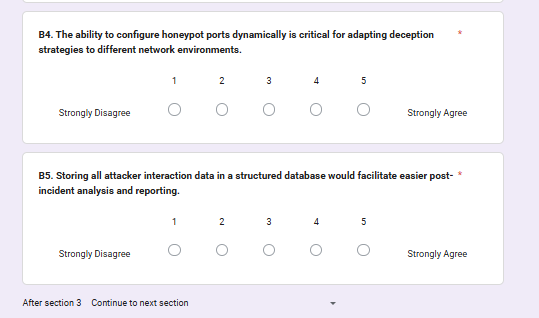 B4. The ability to configure honeypot ports dynamically is critical for adapting deception *
strategies to different network environments.
1 2 3 4 5
Strongly Disagree Strongly Agree
B5. Storing all attacker interaction data in a structured database would facilitate easier post- *
incident analysis and reporting.
1 2 3 4 5
Strongly Disagree Strongly Agree
After section 3 Continue to next section